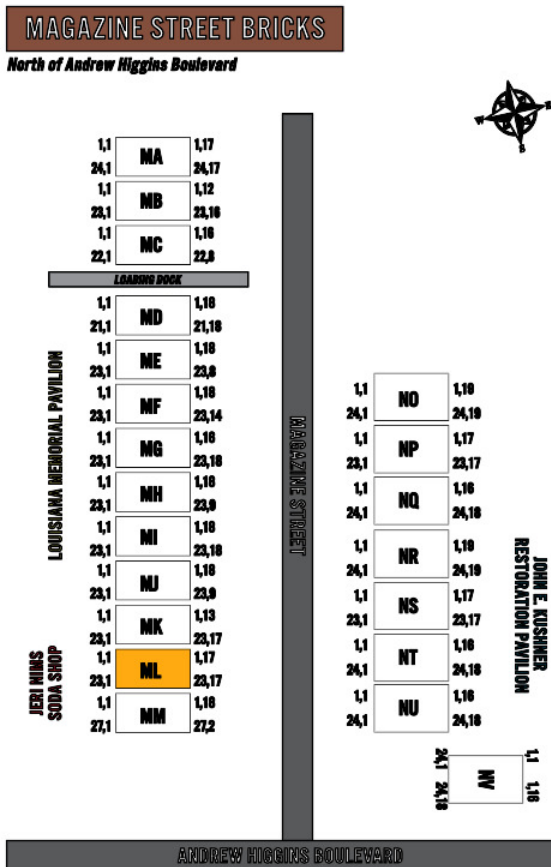 MAGAZINE STREET BRICKS
North of Andrew Higgins Boulevard
N
E
S
W
1,1 MA 1,17
24,1 24,17
1,1 MB 1,12
23,1 23,16
1,1 MC 1,16
22,1 22,8
LOADING DOCK
1,1 MD 1,18
21,1 21,18
1,1 ME 1,18
23,1 23,8
1,1 MF 1,18
23,1 23,14
1,1 MG 1,16
23,1 23,18
1,1 MH 1,18
23,1 23,9
1,1 MI 1,18
23,1 23,18
1,1 MJ 1,18
23,1 23,9
1,1 MK 1,13
23,1 23,17
1,1 ML 1,17
23,1 23,17
1,1 MM 1,18
27,1 27,2
LOUISIANA MEMORIAL PAVILION
JERI NIMS
SODA SHOP
MAGAZINE STREET
1,1 NO 1,19
24,1 24,19
1,1 NP 1,17
23,1 23,17
1,1 NQ 1,16
24,1 24,18
1,1 NR 1,19
24,1 24,19
1,1 NS 1,17
23,1 23,17
1,1 NT 1,16
24,1 24,18
1,1 NU 1,16
24,1 24,18
JOHN E. KUSHNER
RESTORATION PAVILION
1,1 NV 1,16
24,1 24,18
ANDREW HIGGINS BOULEVARD